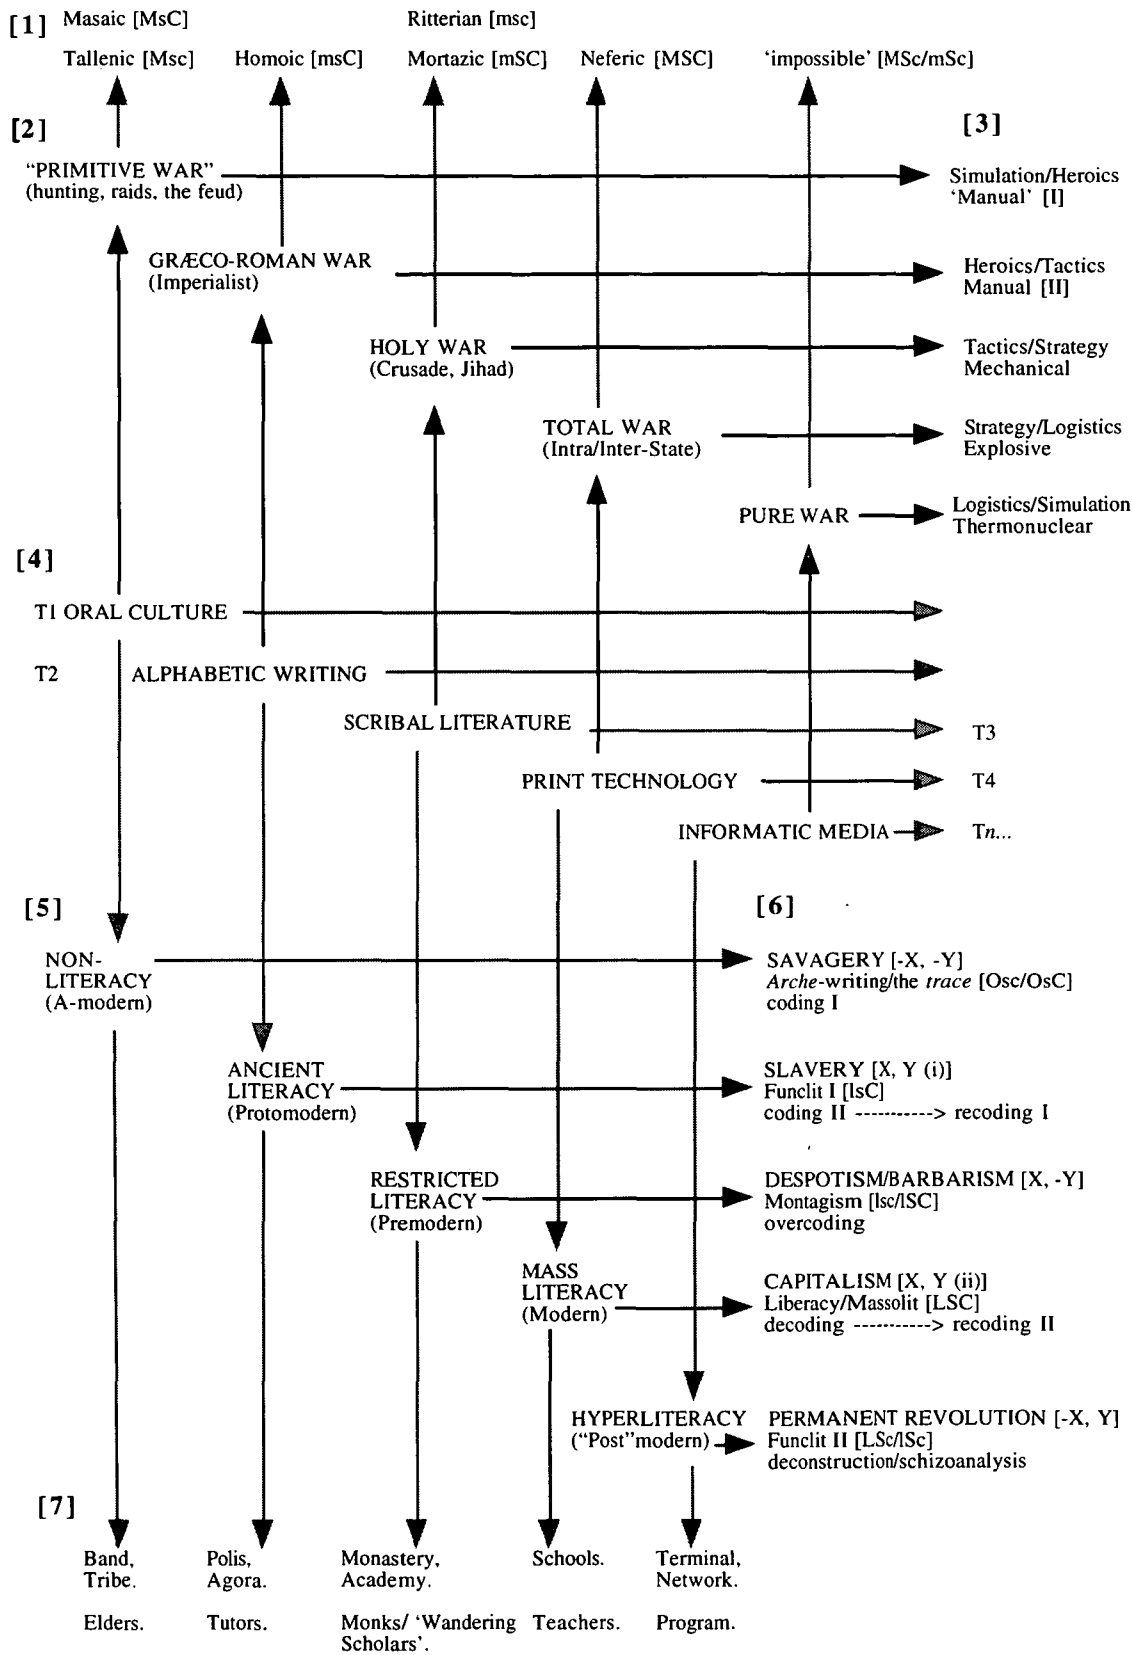 [1] Masaic [MsC] Ritterian [msc]
Tallenic [Msc] Homoic [msC] Mortazic [mSC] Neferic [MSC] ‘impossible’ [MSc/mSc]
[2] [3]
“PRIMITIVE WAR”
(hunting, raids, the feud)
Simulation/Heroics
‘Manual’ [I]
GRÆCO-ROMAN WAR
(Imperialist)
Heroics/Tactics
Manual [II]
HOLY WAR
(Crusade, Jihad)
Tactics/Strategy
Mechanical
TOTAL WAR
(Intra/Inter-State)
Strategy/Logistics
Explosive
PURE WAR
Logistics/Simulation
Thermonuclear
[4]
T1 ORAL CULTURE
T2 ALPHABETIC WRITING
SCRIBAL LITERATURE T3
PRINT TECHNOLOGY T4
INFORMATIC MEDIA Tn...
[5] [6]
NON-
LITERACY
(A-modern)
SAVAGERY [-X, -Y]
Arche-writing/the trace [Osc/OsC]
coding I
ANCIENT
LITERACY
(Protomodern)
SLAVERY [X, Y (i)]
Funclit I [lsC]
coding II -----------> recoding I
RESTRICTED
LITERACY
(Premodern)
DESPOTISM/BARBARISM [X, -Y]
Montagism [lsc/lSC]
overcoding
MASS
LITERACY
(Modern)
CAPITALISM [X, Y (ii)]
Liberacy/Massolit [LSC]
decoding -----------> recoding II
HYPERLITERACY
(“Post”modern)
PERMANENT REVOLUTION [-X, Y]
Funclit II [LSc/lSc]
deconstruction/schizoanalysis
[7]
Band,
Tribe.
Elders.
Polis,
Agora.
Tutors.
Monastery,
Academy.
Monks/ ‘Wandering
Scholars’.
Schools.
Teachers.
Terminal,
Network.
Program.